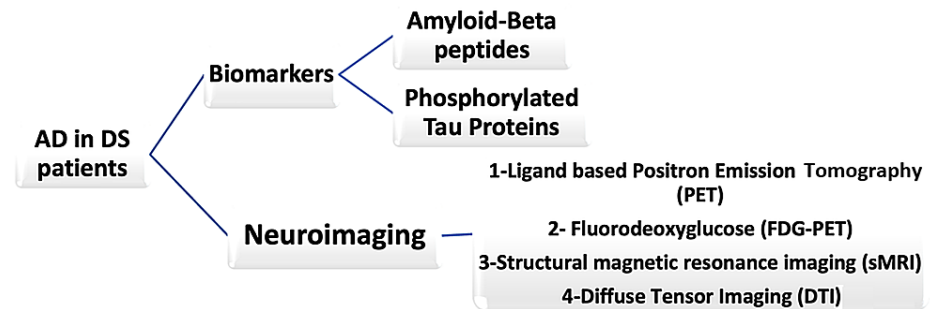 AD in DS
patients
Biomarkers
Amyloid-Beta
peptides
Phosphorylated
Tau Proteins
Neuroimaging
1-Ligand based Positron Emission Tomography
(PET)
2- Fluorodeoxyglucose (FDG-PET)
3-Structural magnetic resonance imaging (sMRI)
4-Diffuse Tensor Imaging (DTI)